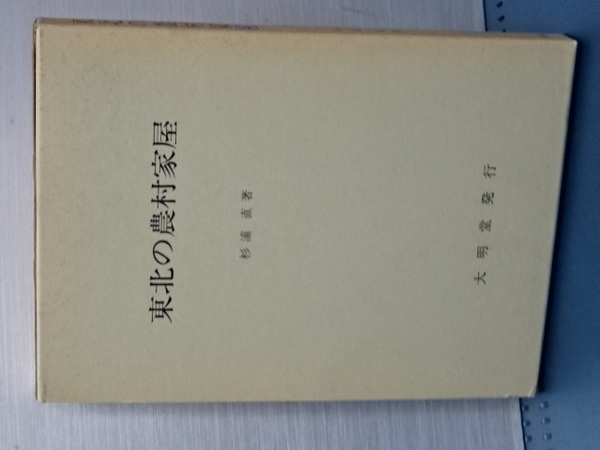 東北の農村家屋
杉浦 直 著
大明堂発行